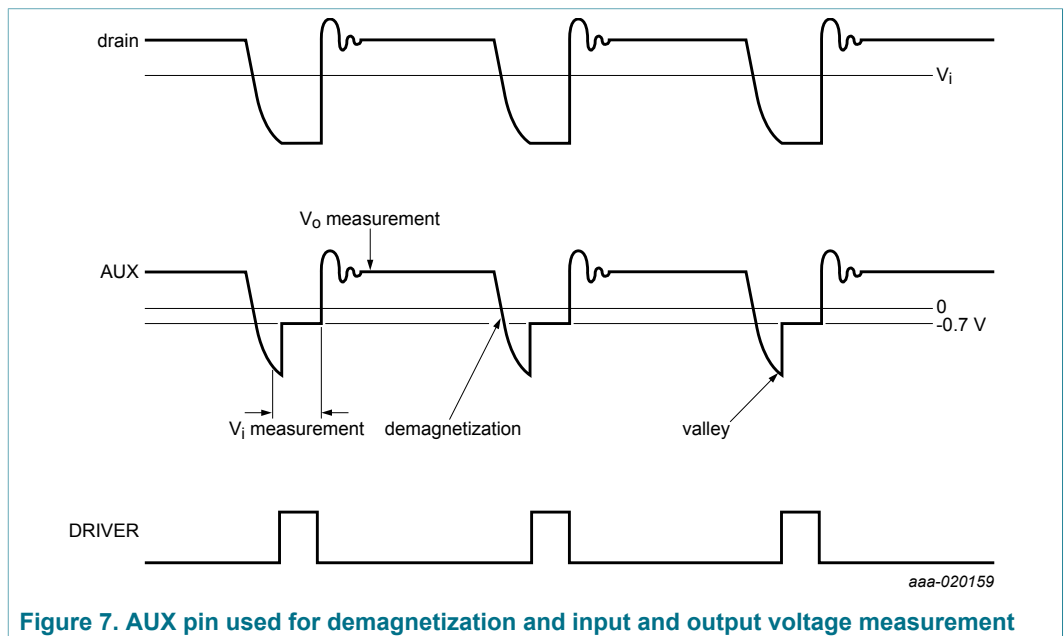 drain
Vi
Vo measurement
AUX
0
-0.7 V
Vi measurement
demagnetization
valley
DRIVER
aaa-020159
Figure 7. AUX pin used for demagnetization and input and output voltage measurement